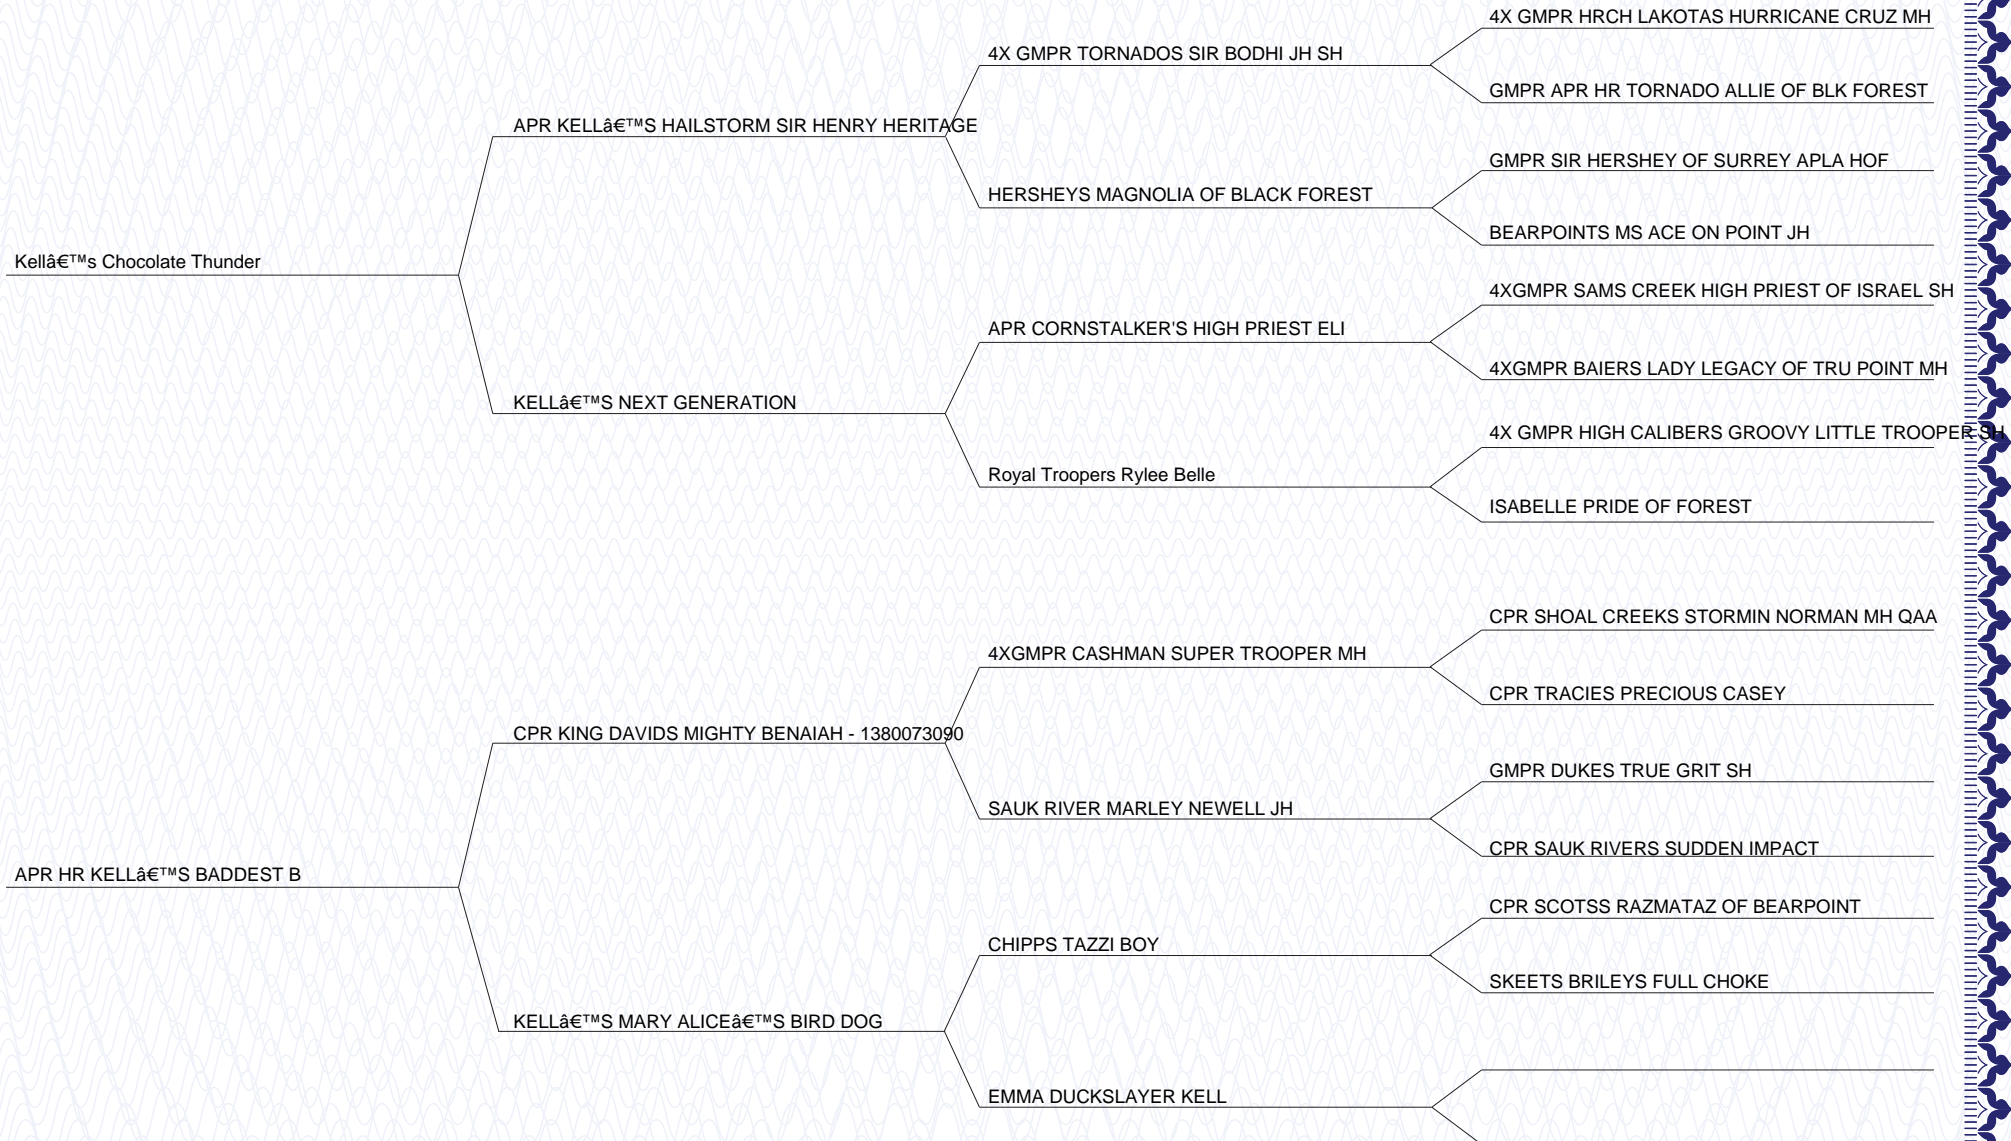 4X GMPR HRCH LAKOTAS HURRICANE CRUZ MH
4X GMPR TORNADOS SIR BODHI JH SH
GMPR APR HR TORNADO ALLIE OF BLK FOREST
APR KELLâ€™S HAILSTORM SIR HENRY HERITAGE
GMPR SIR HERSHEY OF SURREY APLA HOF
HERSHEYS MAGNOLIA OF BLACK FOREST
BEARPOINTS MS ACE ON POINT JH
Kellâ€™s Chocolate Thunder
4XGMPR SAMS CREEK HIGH PRIEST OF ISRAEL SH
APR CORNSTALKER'S HIGH PRIEST ELI
4XGMPR BAIERS LADY LEGACY OF TRU POINT MH
KELLâ€™S NEXT GENERATION
4X GMPR HIGH CALIBERS GROOVY LITTLE TROOPER SH
Royal Troopers Rylee Belle
ISABELLE PRIDE OF FOREST
CPR SHOAL CREEKS STORMIN NORMAN MH QAA
4XGMPR CASHMAN SUPER TROOPER MH
CPR TRACIES PRECIOUS CASEY
CPR KING DAVIDS MIGHTY BENAIAH - 1380073090
GMPR DUKES TRUE GRIT SH
SAUK RIVER MARLEY NEWELL JH
CPR SAUK RIVERS SUDDEN IMPACT
APR HR KELLâ€™S BADDEST B
CPR SCOTSS RAZMATAZ OF BEARPOINT
CHIPPS TAZZI BOY
SKEETS BRILEYS FULL CHOKE
KELLâ€™S MARY ALICEâ€™S BIRD DOG
EMMA DUCKSLAYER KELL